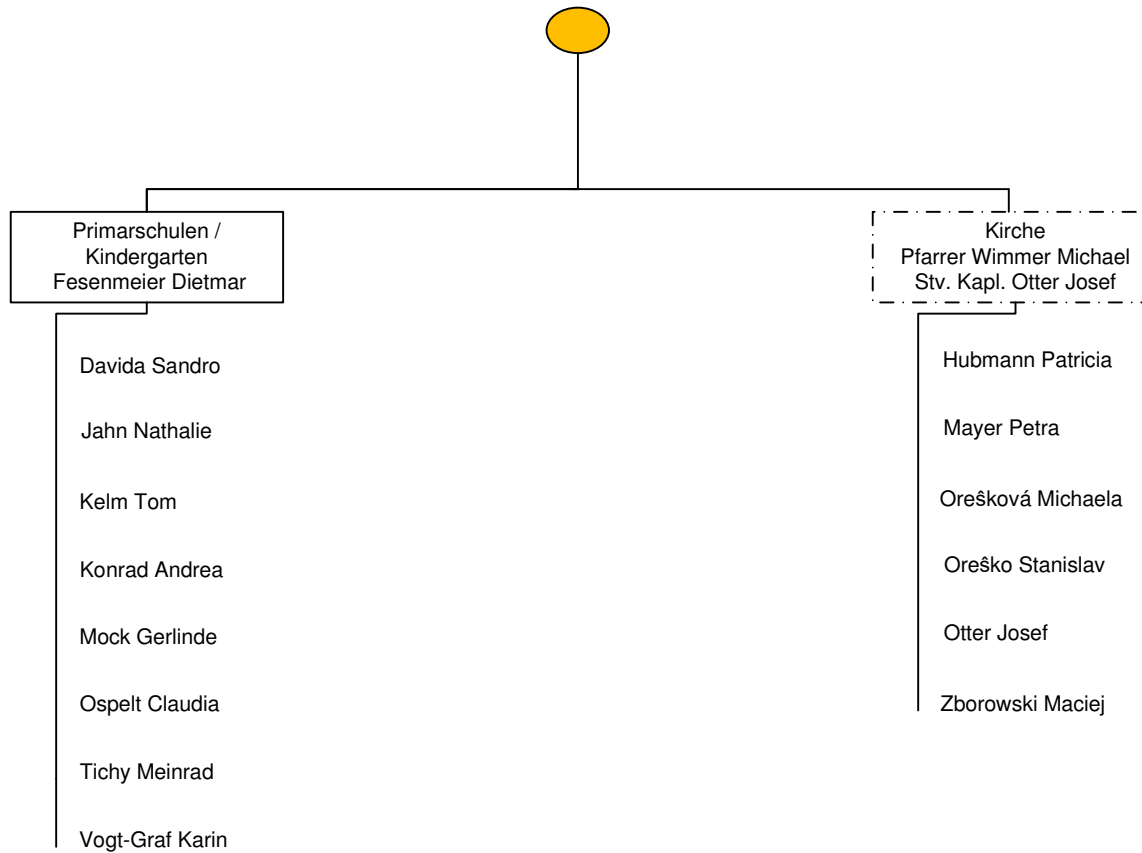 Primarschulen /
Kindergarten
Fesenmeier Dietmar
Davida Sandro
Jahn Nathalie
Kelm Tom
Konrad Andrea
Mock Gerlinde
Ospelt Claudia
Tichy Meinrad
Vogt-Graf Karin
Kirche
Pfarrer Wimmer Michael
Stv. Kapl. Otter Josef
Hubmann Patricia
Mayer Petra
Oreŝková Michaela
Oreŝko Stanislav
Otter Josef
Zborowski Maciej